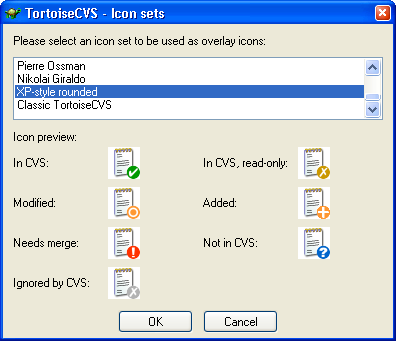 TortoiseCVS - Icon sets
Please select an icon set to be used as overlay icons:
Pierre Ossman
Nikolai Giraldo
XP-style rounded
Classic TortoiseCVS
Icon preview:
In CVS:
In CVS, read-only:
Modified:
Added:
Needs merge:
Not in CVS:
Ignored by CVS:
OK
Cancel